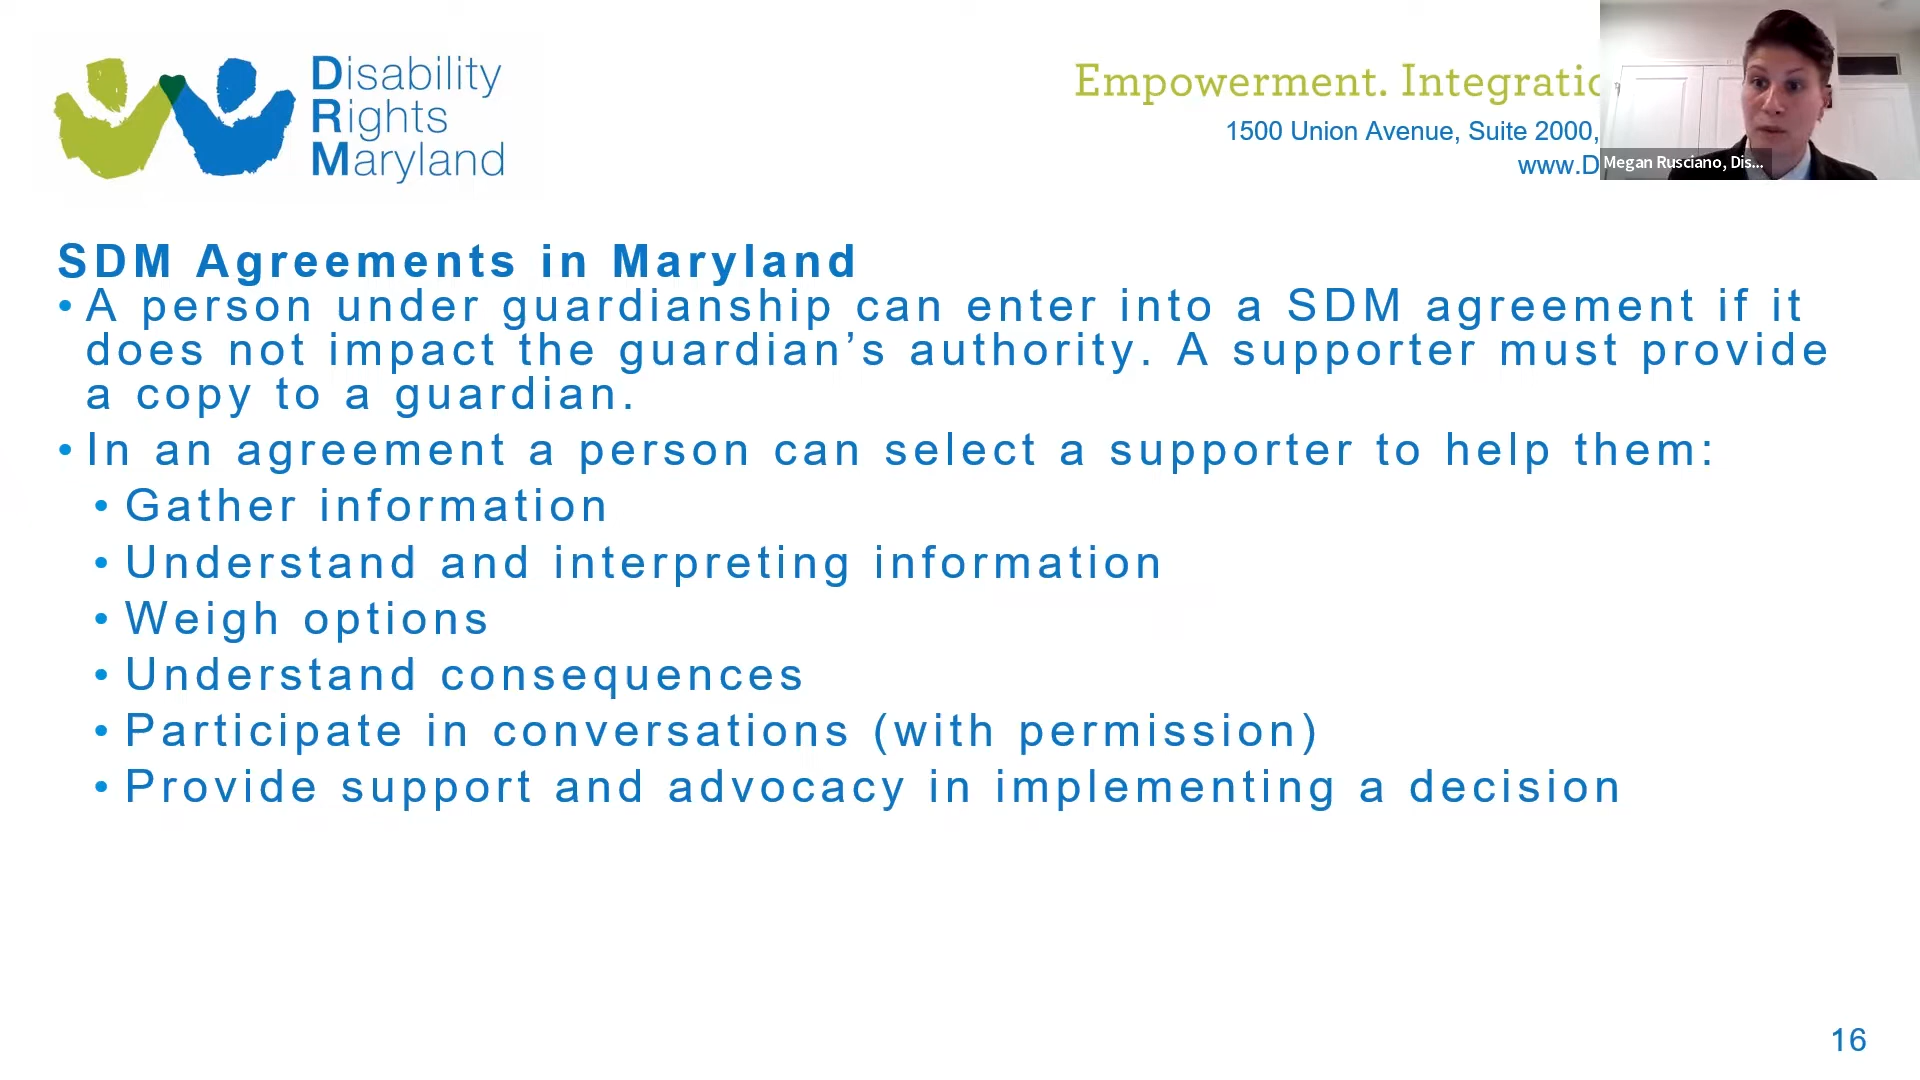 Disability
Rights
Maryland
Empowerment. Integratio
1500 Union Avenue, Suite 2000,
www.D
Megan Rusciano, Dis...
SDM Agreements in Maryland
• A person under guardianship can enter into a SDM agreement if it
does not impact the guardian’s authority. A supporter must provide
a copy to a guardian.
• In an agreement a person can select a supporter to help them:
• Gather information
• Understand and interpreting information
• Weigh options
• Understand consequences
• Participate in conversations (with permission)
• Provide support and advocacy in implementing a decision
16